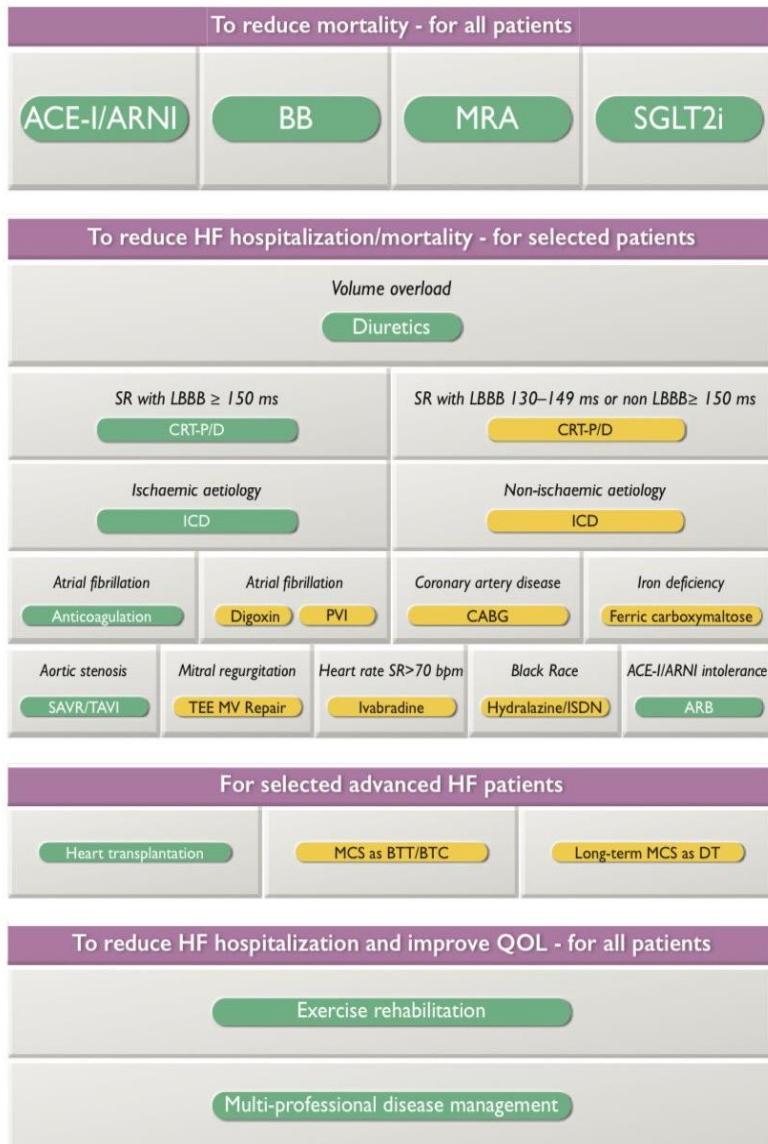 To reduce mortality - for all patients
ACE-I/ARNI BB MRA SGLT2i
To reduce HF hospitalization/mortality - for selected patients
Volume overload
Diuretics
SR with LBBB ≥ 150 ms SR with LBBB 130–149 ms or non LBBB≥ 150 ms
CRT-P/D CRT-P/D
Ischaemic aetiology Non-ischaemic aetiology
ICD ICD
Atrial fibrillation Atrial fibrillation Coronary artery disease Iron deficiency
Anticoagulation Digoxin PVI CABG Ferric carboxymaltose
Aortic stenosis Mitral regurgitation Heart rate SR>70 bpm Black Race ACE-I/ARNI intolerance
SAVR/TAVI TEE MV Repair Ivabradine Hydralazine/ISDN ARB
For selected advanced HF patients
Heart transplantation MCS as BTT/BTC Long-term MCS as DT
To reduce HF hospitalization and improve QOL - for all patients
Exercise rehabilitation
Multi-professional disease management